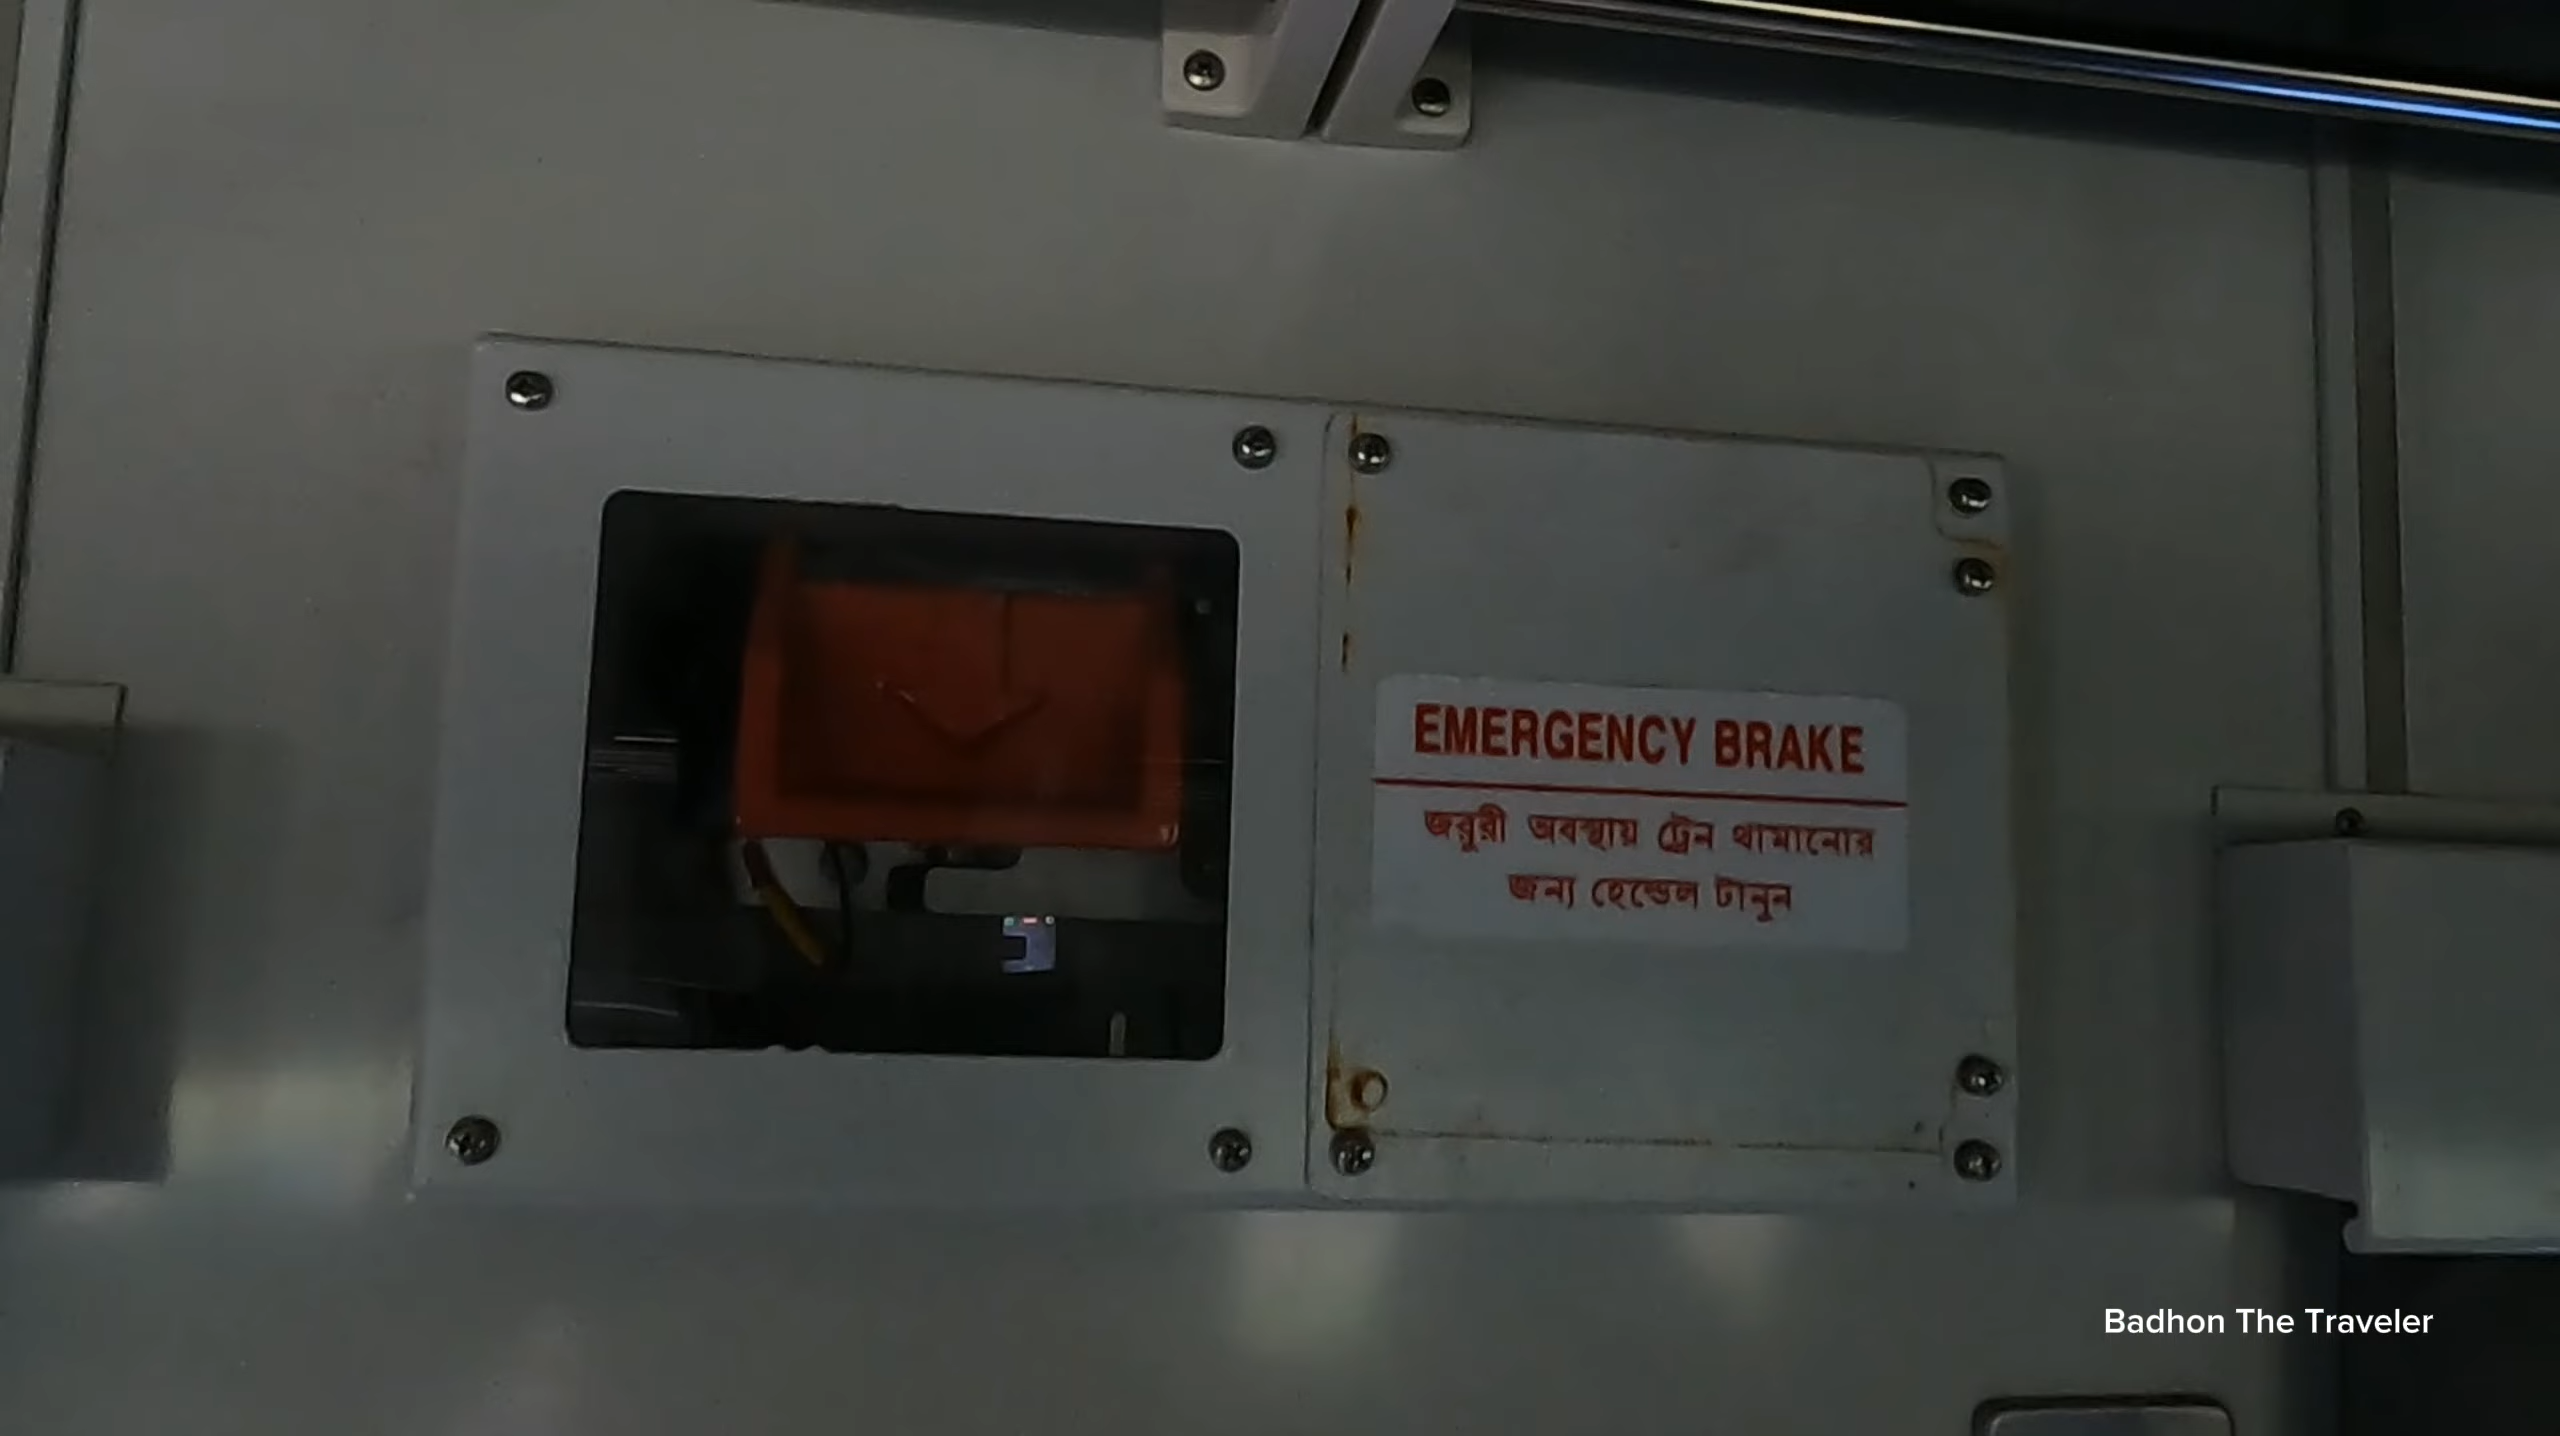 EMERGENCY BRAKE
জরুরী অবস্থায় ট্রেন থামানোর
জন্য হেন্ডেল টানুন
Badhon The Traveler